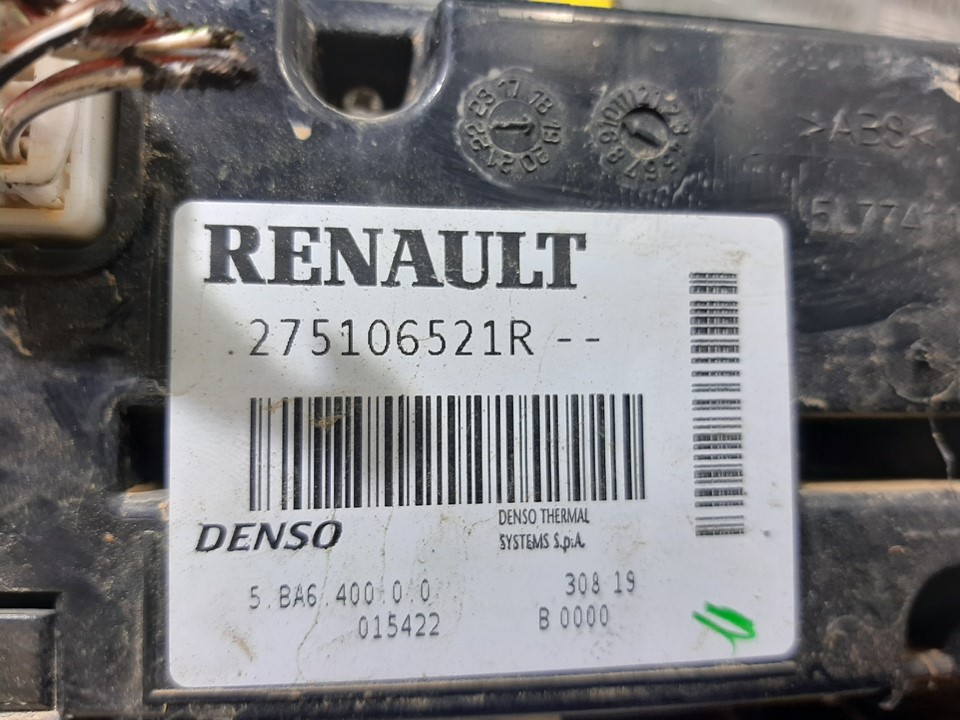 >ABS<
RENAULT
275106521R --
DENSO
DENSO THERMAL
SYSTEMS S.p.A.
5.BA6.400.0.0
308 19
015422
B 0000